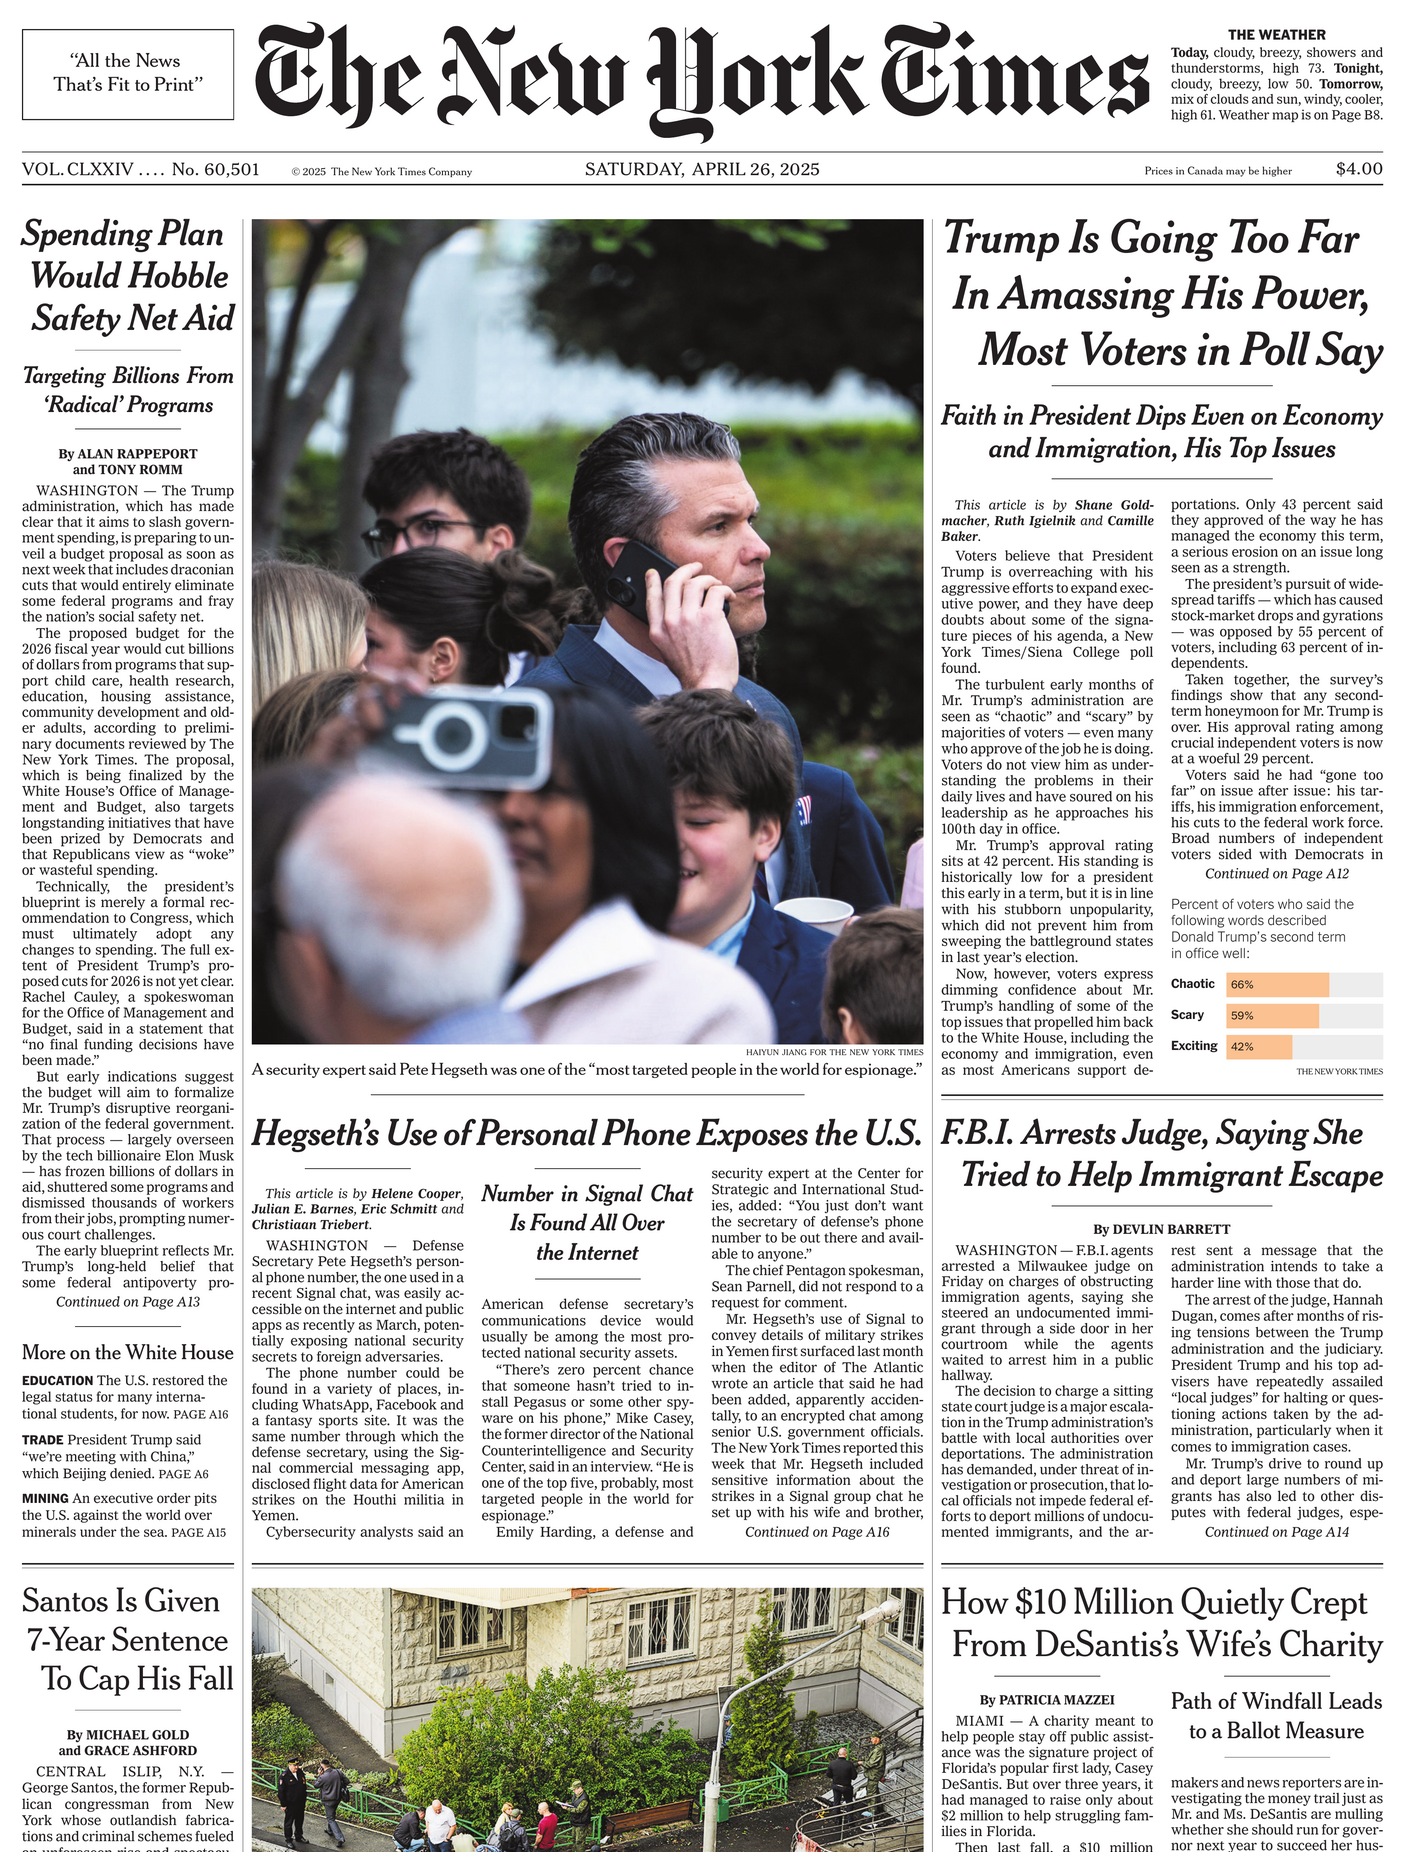 “All the News
That’s Fit to Print”
The New York Times
THE WEATHER
Today, cloudy, breezy, showers and
thunderstorms, high 73. Tonight,
cloudy, breezy, low 50. Tomorrow,
mix of clouds and sun, windy, cooler,
high 61. Weather map is on Page B8.
VOL. CLXXIV .... No. 60,501
© 2025 The New York Times Company
SATURDAY, APRIL 26, 2025
Prices in Canada may be higher
$4.00
Spending Plan
Would Hobble
Safety Net Aid
Targeting Billions From
‘Radical’ Programs
By ALAN RAPPEPORT
and TONY ROMM
WASHINGTON — The Trump
administration, which has made
clear that it aims to slash govern-
ment spending, is preparing to un-
veil a budget proposal as soon as
next week that includes draconian
cuts that would entirely eliminate
some federal programs and fray
the nation’s social safety net.
The proposed budget for the
2026 fiscal year would cut billions
of dollars from programs that sup-
port child care, health research,
education, housing assistance,
community development and old-
er adults, according to prelimi-
nary documents reviewed by The
New York Times. The proposal,
which is being finalized by the
White House’s Office of Manage-
ment and Budget, also targets
longstanding initiatives that have
been prized by Democrats and
that Republicans view as “woke”
or wasteful spending.
Technically, the president’s
blueprint is merely a formal rec-
ommendation to Congress, which
must ultimately adopt any
changes to spending. The full ex-
tent of President Trump’s pro-
posed cuts for 2026 is not yet clear.
Rachel Cauley, a spokeswoman
for the Office of Management and
Budget, said in a statement that
“no final funding decisions have
been made.”
But early indications suggest
the budget will aim to formalize
Mr. Trump’s disruptive reorgani-
zation of the federal government.
That process — largely overseen
by the tech billionaire Elon Musk
— has frozen billions of dollars in
aid, shuttered some programs and
dismissed thousands of workers
from their jobs, prompting numer-
ous court challenges.
The early blueprint reflects Mr.
Trump’s long-held belief that
some federal antipoverty pro-
Continued on Page A13
More on the White House
EDUCATION The U.S. restored the
legal status for many interna-
tional students, for now. PAGE A16
TRADE President Trump said
“we’re meeting with China,”
which Beijing denied. PAGE A6
MINING An executive order pits
the U.S. against the world over
minerals under the sea. PAGE A15
HAIYUN JIANG FOR THE NEW YORK TIMES
A security expert said Pete Hegseth was one of the “most targeted people in the world for espionage.”
Hegseth’s Use of Personal Phone Exposes the U.S.
This article is by Helene Cooper,
Julian E. Barnes, Eric Schmitt and
Christiaan Triebert.
WASHINGTON — Defense
Secretary Pete Hegseth’s person-
al phone number, the one used in a
recent Signal chat, was easily ac-
cessible on the internet and public
apps as recently as March, poten-
tially exposing national security
secrets to foreign adversaries.
The phone number could be
found in a variety of places, in-
cluding WhatsApp, Facebook and
a fantasy sports site. It was the
same number through which the
defense secretary, using the Sig-
nal commercial messaging app,
disclosed flight data for American
strikes on the Houthi militia in
Yemen.
Cybersecurity analysts said an
Number in Signal Chat
Is Found All Over
the Internet
American defense secretary’s
communications device would
usually be among the most pro-
tected national security assets.
“There’s zero percent chance
that someone hasn’t tried to in-
stall Pegasus or some other spy-
ware on his phone,” Mike Casey,
the former director of the National
Counterintelligence and Security
Center, said in an interview. “He is
one of the top five, probably, most
targeted people in the world for
espionage.”
Emily Harding, a defense and
security expert at the Center for
Strategic and International Stud-
ies, added: “You just don’t want
the secretary of defense’s phone
number to be out there and avail-
able to anyone.”
The chief Pentagon spokesman,
Sean Parnell, did not respond to a
request for comment.
Mr. Hegseth’s use of Signal to
convey details of military strikes
in Yemen first surfaced last month
when the editor of The Atlantic
wrote an article that said he had
been added, apparently acciden-
tally, to an encrypted chat among
senior U.S. government officials.
The New York Times reported this
week that Mr. Hegseth included
sensitive information about the
strikes in a Signal group chat he
set up with his wife and brother,
Continued on Page A16
Trump Is Going Too Far
In Amassing His Power,
Most Voters in Poll Say
Faith in President Dips Even on Economy
and Immigration, His Top Issues
This article is by Shane Gold-
macher, Ruth Igielnik and Camille
Baker.
Voters believe that President
Trump is overreaching with his
aggressive efforts to expand exec-
utive power, and they have deep
doubts about some of the signa-
ture pieces of his agenda, a New
York Times/Siena College poll
found.
The turbulent early months of
Mr. Trump’s administration are
seen as “chaotic” and “scary” by
majorities of voters — even many
who approve of the job he is doing.
Voters do not view him as under-
standing the problems in their
daily lives and have soured on his
leadership as he approaches his
100th day in office.
Mr. Trump’s approval rating
sits at 42 percent. His standing is
historically low for a president
this early in a term, but it is in line
with his stubborn unpopularity,
which did not prevent him from
sweeping the battleground states
in last year’s election.
Now, however, voters express
dimming confidence about Mr.
Trump’s handling of some of the
top issues that propelled him back
to the White House, including the
economy and immigration, even
as most Americans support de-
portations. Only 43 percent said
they approved of the way he has
managed the economy this term,
a serious erosion on an issue long
seen as a strength.
The president’s pursuit of wide-
spread tariffs — which has caused
stock-market drops and gyrations
— was opposed by 55 percent of
voters, including 63 percent of in-
dependents.
Taken together, the survey’s
findings show that any second-
term honeymoon for Mr. Trump is
over. His approval rating among
crucial independent voters is now
at a woeful 29 percent.
Voters said he had “gone too
far” on issue after issue: his tar-
iffs, his immigration enforcement,
his cuts to the federal work force.
Broad numbers of independent
voters sided with Democrats in
Continued on Page A12
Percent of voters who said the
following words described
Donald Trump’s second term
in office well:
Chaotic 66%
Scary 59%
Exciting 42%
THE NEW YORK TIMES
F.B.I. Arrests Judge, Saying She
Tried to Help Immigrant Escape
By DEVLIN BARRETT
WASHINGTON — F.B.I. agents
arrested a Milwaukee judge on
Friday on charges of obstructing
immigration agents, saying she
steered an undocumented immi-
grant through a side door in her
courtroom while the agents
waited to arrest him in a public
hallway.
The decision to charge a sitting
state court judge is a major escala-
tion in the Trump administration’s
battle with local authorities over
deportations. The administration
has demanded, under threat of in-
vestigation or prosecution, that lo-
cal officials not impede federal ef-
forts to deport millions of undocu-
mented immigrants, and the ar-
rest sent a message that the
administration intends to take a
harder line with those that do.
The arrest of the judge, Hannah
Dugan, comes after months of ris-
ing tensions between the Trump
administration and the judiciary.
President Trump and his top ad-
visers have repeatedly assailed
“local judges” for halting or ques-
tioning actions taken by the ad-
ministration, particularly when it
comes to immigration cases.
Mr. Trump’s drive to round up
and deport large numbers of mi-
grants has also led to other dis-
putes with federal judges, espe-
Continued on Page A14
Santos Is Given
7-Year Sentence
To Cap His Fall
By MICHAEL GOLD
and GRACE ASHFORD
CENTRAL ISLIP, N.Y. —
George Santos, the former Repub-
lican congressman from New
York whose outlandish fabrica-
tions and criminal schemes fueled
an unforeseen rise and spectacu-
How $10 Million Quietly Crept
From DeSantis’s Wife’s Charity
By PATRICIA MAZZEI
MIAMI — A charity meant to
help people stay off public assist-
ance was the signature project of
Florida’s popular first lady, Casey
DeSantis. But over three years, it
had managed to raise only about
$2 million to help struggling fam-
ilies in Florida.
Then last fall, a $10 million
Path of Windfall Leads
to a Ballot Measure
makers and news reporters are in-
vestigating the money trail just as
Mr. and Ms. DeSantis are mulling
whether she should run for gover-
nor next year to succeed her hus-